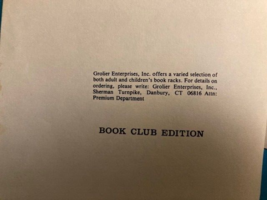 Grolier Enterprises, Inc. offers a varied selection of
both adult and children's book racks. For details on
ordering, please write: Grolier Enterprises, Inc.,
Sherman Turnpike, Danbury, CT 06816 Attn:
Premium Department
BOOK CLUB EDITION